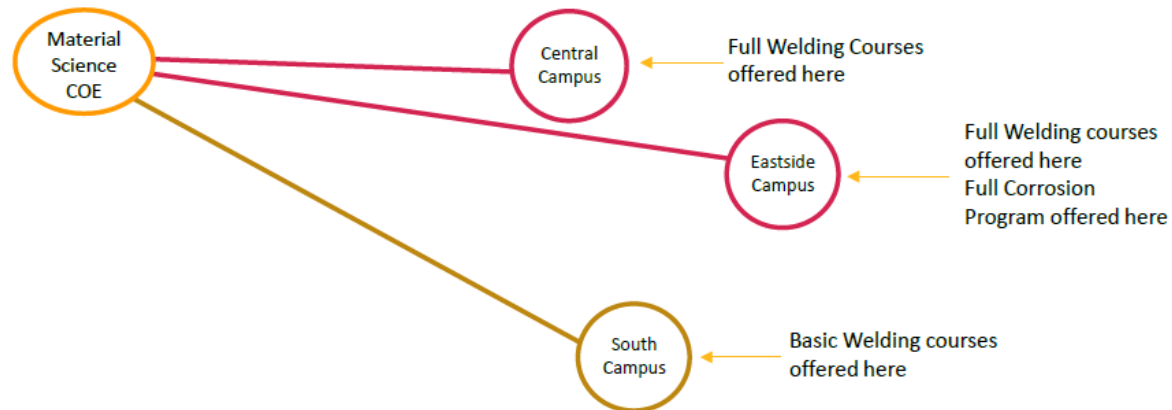 Material
Science
COE
Central
Campus
Full Welding Courses
offered here
Eastside
Campus
Full Welding courses
offered here
Full Corrosion
Program offered here
South
Campus
Basic Welding courses
offered here